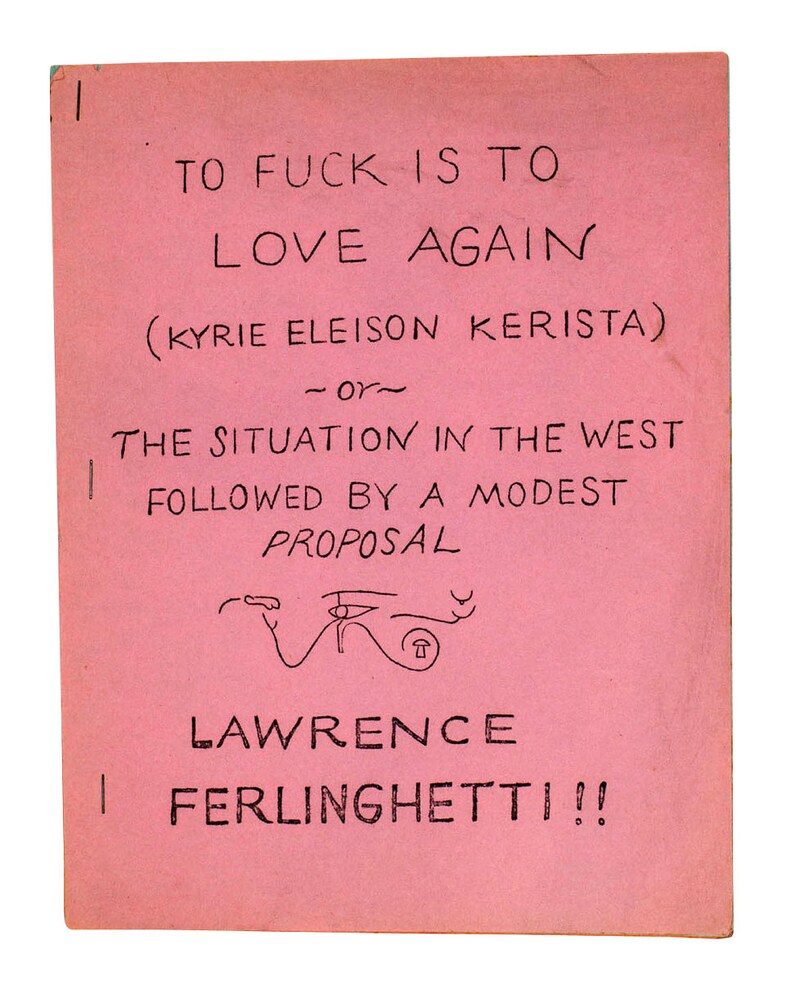 TO FUCK IS TO
LOVE AGAIN
(KYRIE ELEISON KERISTA)
~or~
THE SITUATION IN THE WEST
FOLLOWED BY A MODEST
PROPOSAL
LAWRENCE
FERLINGHETTI!!